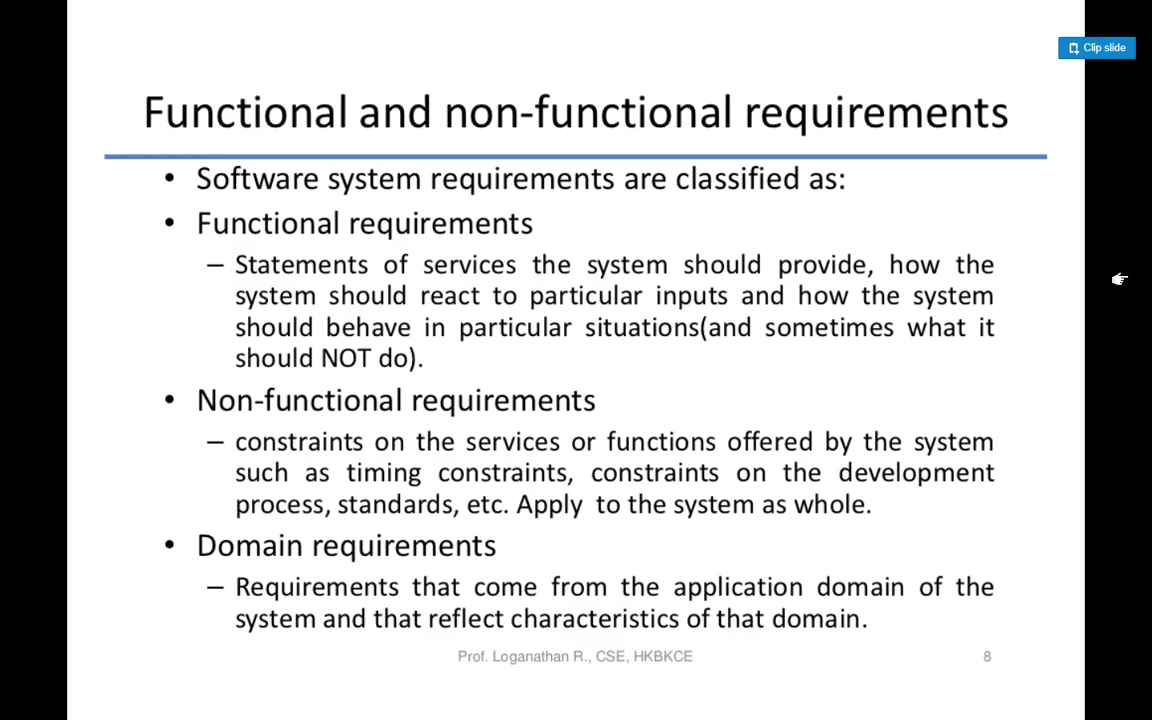 Clip slide
Functional and non-functional requirements
• Software system requirements are classified as:
• Functional requirements
– Statements of services the system should provide, how the
system should react to particular inputs and how the system
should behave in particular situations(and sometimes what it
should NOT do).
• Non-functional requirements
– constraints on the services or functions offered by the system
such as timing constraints, constraints on the development
process, standards, etc. Apply to the system as whole.
• Domain requirements
– Requirements that come from the application domain of the
system and that reflect characteristics of that domain.
Prof. Loganathan R., CSE, HKBKCE 8